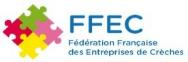 FFEC
Fédération Française
des Entreprises de Crèches